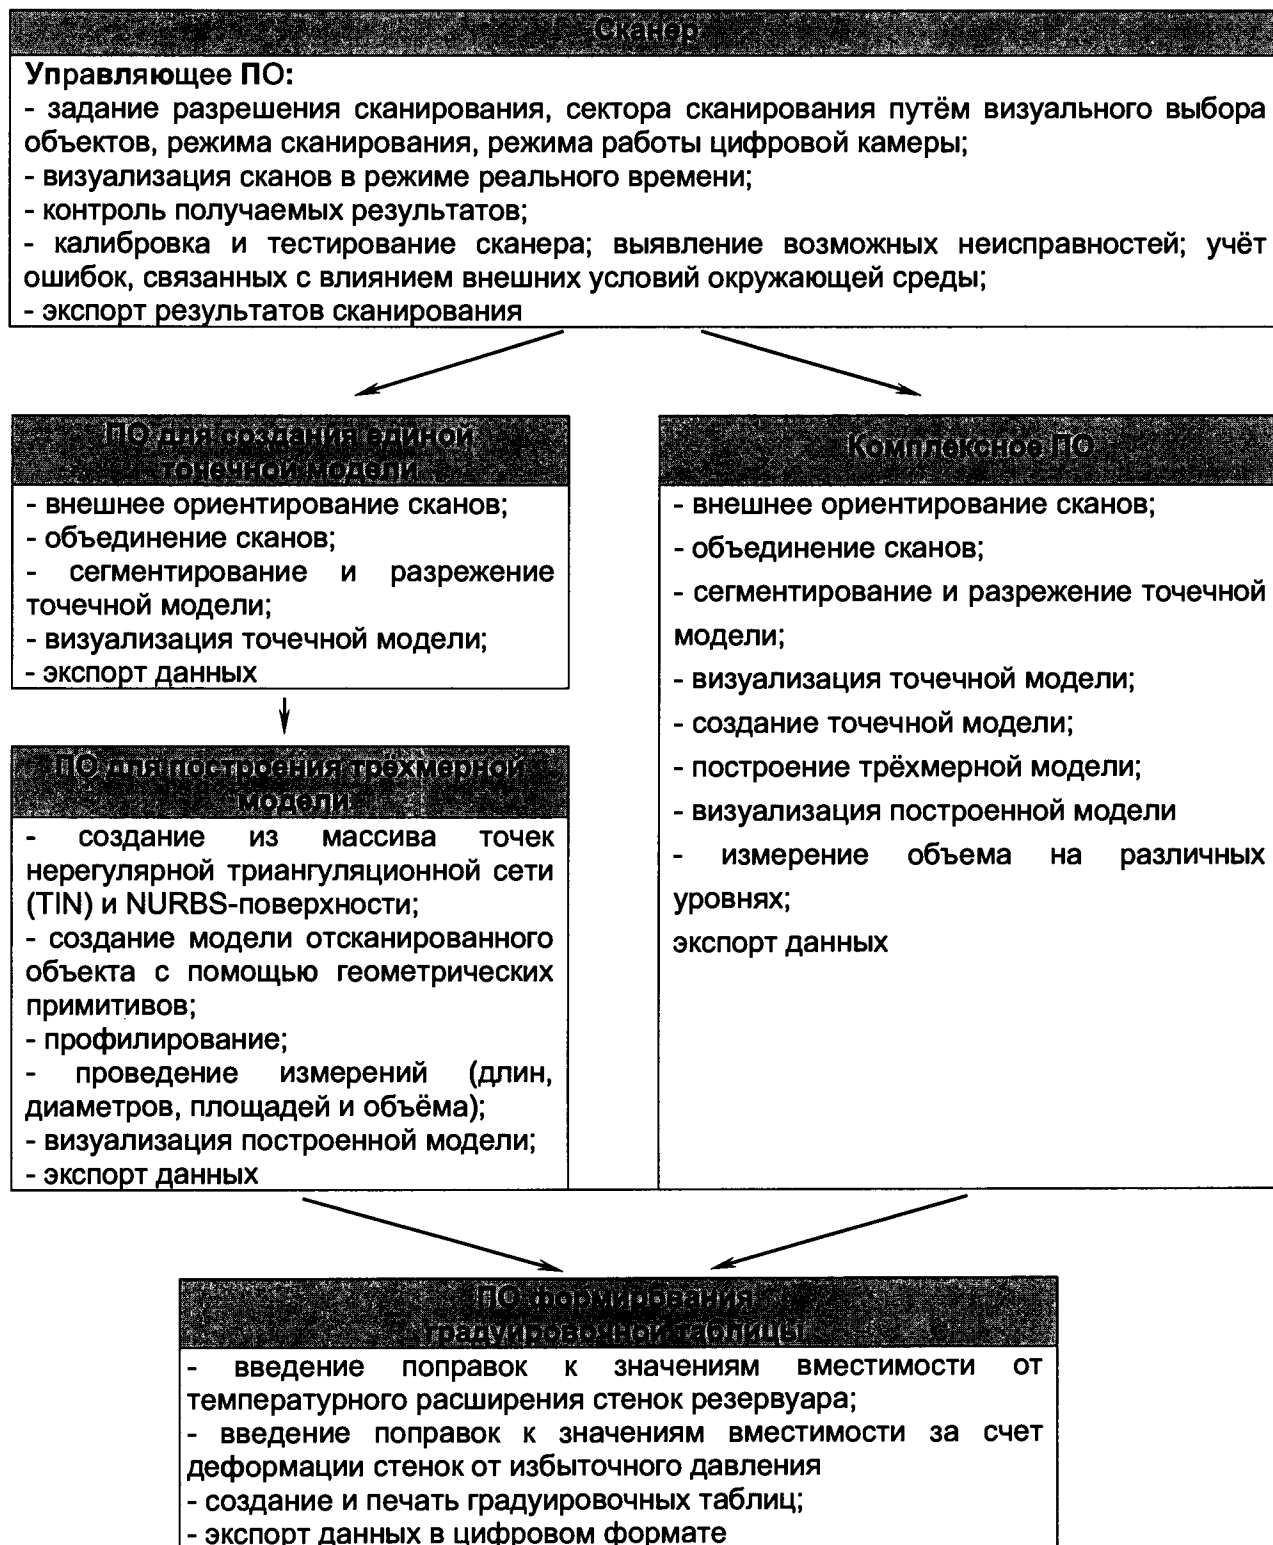 Сканер
Управляющее ПО:
- задание разрешения сканирования, сектора сканирования путём визуального выбора
объектов, режима сканирования, режима работы цифровой камеры;
- визуализация сканов в режиме реального времени;
- контроль получаемых результатов;
- калибровка и тестирование сканера; выявление возможных неисправностей; учёт
ошибок, связанных с влиянием внешних условий окружающей среды;
- экспорт результатов сканирования
ПО для создания единой
точечной модели
- внешнее ориентирование сканов;
- объединение сканов;
- сегментирование и разрежение
точечной модели;
- визуализация точечной модели;
- экспорт данных
ПО для построения трёхмерной
модели
- создание из массива точек
нерегулярной триангуляционной сети
(TIN) и NURBS-поверхности;
- создание модели отсканированного
объекта с помощью геометрических
примитивов;
- профилирование;
- проведение измерений (длин,
диаметров, площадей и объёма);
- визуализация построенной модели;
- экспорт данных
Комплексное ПО
- внешнее ориентирование сканов;
- объединение сканов;
- сегментирование и разрежение точечной
модели;
- визуализация точечной модели;
- создание точечной модели;
- построение трёхмерной модели;
- визуализация построенной модели
- измерение объема на различных
уровнях;
экспорт данных
ПО формирования
градуировочной таблицы
- введение поправок к значениям вместимости от
температурного расширения стенок резервуара;
- введение поправок к значениям вместимости за счет
деформации стенок от избыточного давления
- создание и печать градуировочных таблиц;
- экспорт данных в цифровом формате